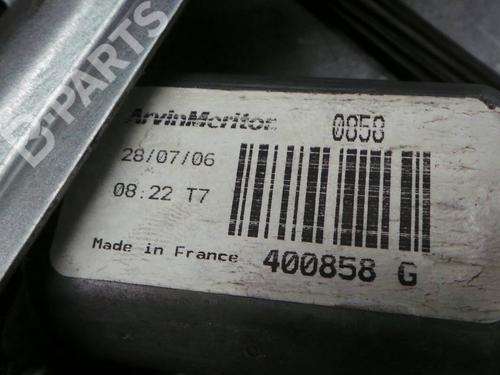 B-PARTS
ArvinMeritor 0858
28/07/06
08:22 T7
Made in France 400858 G